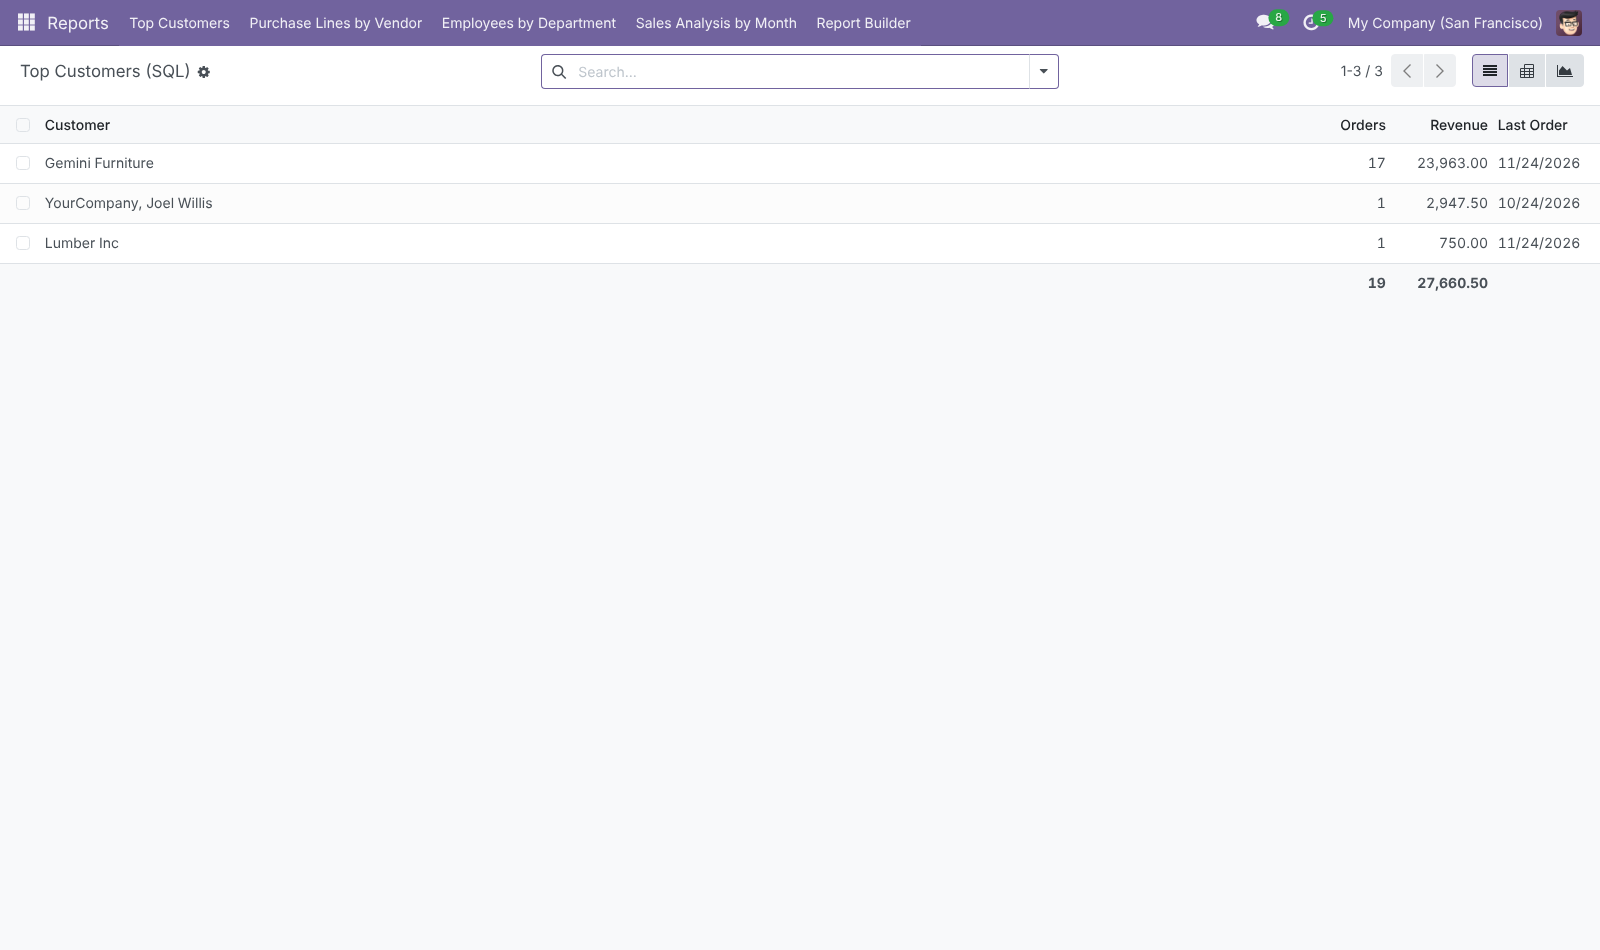 Reports Top Customers Purchase Lines by Vendor Employees by Department Sales Analysis by Month Report Builder 8 5 My Company (San Francisco)
Top Customers (SQL) Search... 1-3 / 3
Customer Orders Revenue Last Order
Gemini Furniture 17 23,963.00 11/24/2026
YourCompany, Joel Willis 1 2,947.50 10/24/2026
Lumber Inc 1 750.00 11/24/2026
19 27,660.50